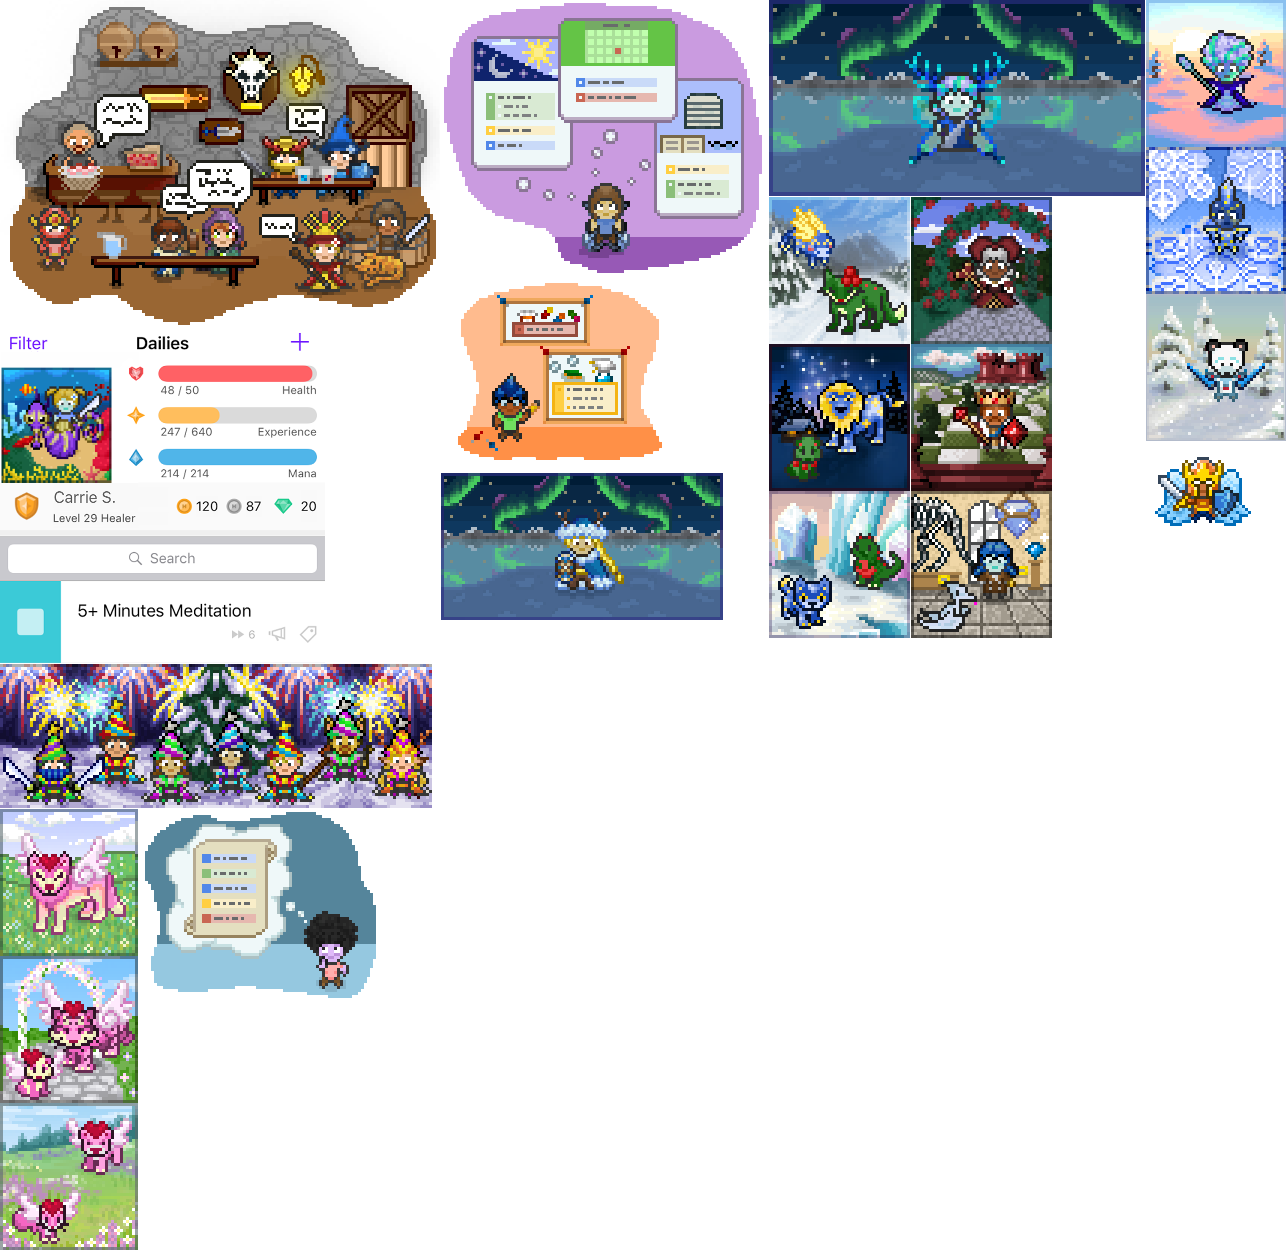 Filter Dailies +
48 / 50 Health
247 / 640 Experience
214 / 214 Mana
Carrie S. 120 87 20
Level 29 Healer
Search
5+ Minutes Meditation
6